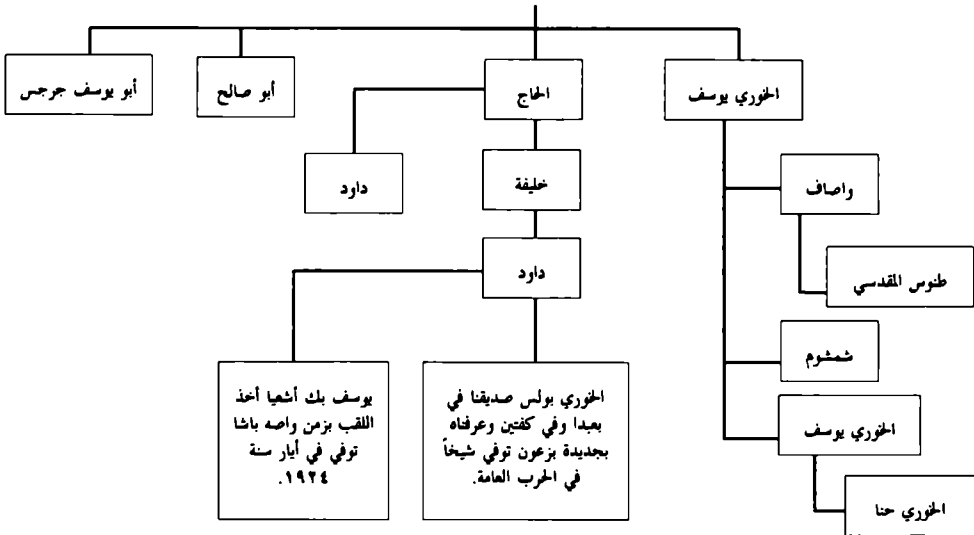 الخوري يوسف
الحاج
أبو صالح
أبو يوسف جرجس
واصاف
خليفة
داود
طنوس المقدسي
داود
شمشوم
الخوري يوسف
الخوري بولس صديقنا في
بعبدا وفي كفتين وعرفناه
بجديدة بزعون توفي شيخاً
في الحرب العامة.
يوسف بك أشعيا أخذ
اللقب بزمن واصه باشا
توفي في أيار سنة
١٩٢٤.
الخوري حنا